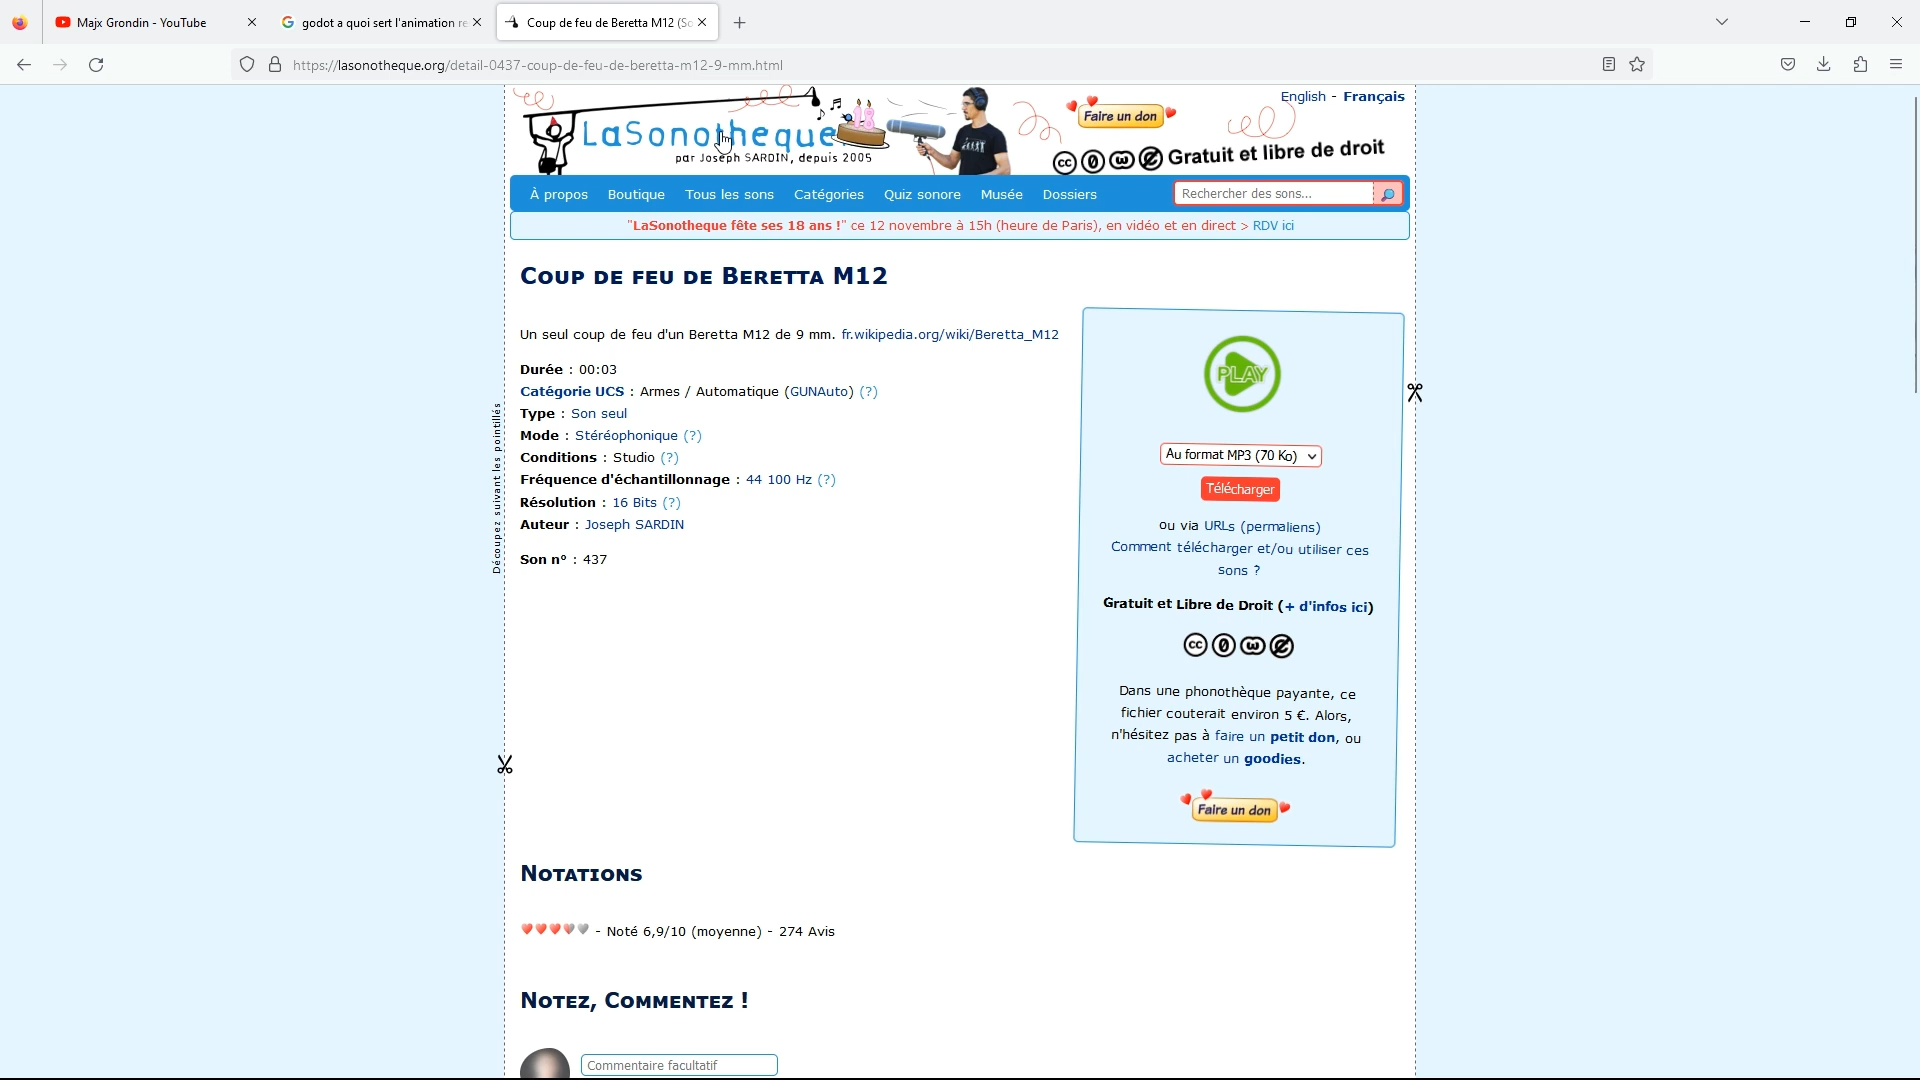 Majx Grondin - YouTube
godot a quoi sert l'animation re
Coup de feu de Beretta M12 (So
https://lasonotheque.org/detail-0437-coup-de-feu-de-beretta-m12-9-mm.html
English - Français
18
Faire un don
LaSonotheque
par Joseph SARDIN, depuis 2005
Gratuit et libre de droit
À propos Boutique Tous les sons Catégories Quiz sonore Musée Dossiers Rechercher des sons...
"LaSonotheque fête ses 18 ans !" ce 12 novembre à 15h (heure de Paris), en vidéo et en direct > RDV ici
Coup de feu de Beretta M12
Un seul coup de feu d'un Beretta M12 de 9 mm. fr.wikipedia.org/wiki/Beretta_M12
Durée : 00:03
Catégorie UCS : Armes / Automatique (GUNAuto) (?)
Type : Son seul
Mode : Stéréophonique (?)
Conditions : Studio (?)
Fréquence d'échantillonnage : 44 100 Hz (?)
Résolution : 16 Bits (?)
Auteur : Joseph SARDIN
Son n° : 437
Découpez suivant les pointillés
PLAY
Au format MP3 (70 Ko)
Télécharger
ou via URLs (permaliens)
Comment télécharger et/ou utiliser ces
sons ?
Gratuit et Libre de Droit (+ d'infos ici)
Dans une phonothèque payante, ce
fichier couterait environ 5 €. Alors,
n'hésitez pas à faire un petit don, ou
acheter un goodies.
Faire un don
Notations
- Noté 6,9/10 (moyenne) - 274 Avis
Notez, Commentez !
Commentaire facultatif